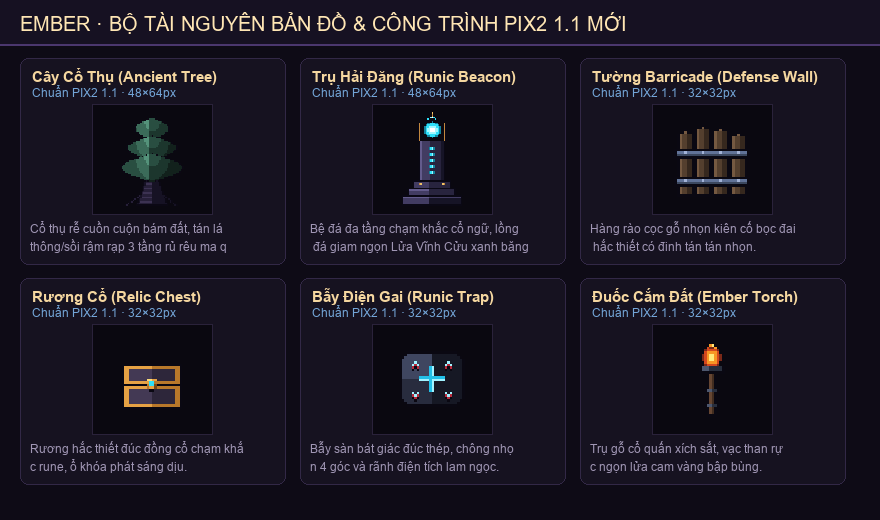 EMBER · BỘ TÀI NGUYÊN BẢN ĐỒ & CÔNG TRÌNH PIX2 1.1 MỚI
Cây Cổ Thụ (Ancient Tree)
Chuẩn PIX2 1.1 · 48×64px
Cổ thụ rễ cuồn cuộn bám đất, tán lá
thông/sồi rậm rạp 3 tầng rủ rêu ma q
Trụ Hải Đăng (Runic Beacon)
Chuẩn PIX2 1.1 · 48×64px
Bệ đá đa tầng chạm khắc cổ ngữ, lồng
đá giam ngọn Lửa Vĩnh Cửu xanh băng
Tường Barricade (Defense Wall)
Chuẩn PIX2 1.1 · 32×32px
Hàng rào cọc gỗ nhọn kiên cố bọc đai
hắc thiết có đinh tán tán nhọn.
Rương Cổ (Relic Chest)
Chuẩn PIX2 1.1 · 32×32px
Rương hắc thiết đúc đồng cổ chạm khắ
c rune, ổ khóa phát sáng dịu.
Bẫy Điện Gai (Runic Trap)
Chuẩn PIX2 1.1 · 32×32px
Bẫy sàn bát giác đúc thép, chông nhọ
n 4 góc và rãnh điện tích lam ngọc.
Đuốc Cắm Đất (Ember Torch)
Chuẩn PIX2 1.1 · 32×32px
Trụ gỗ cổ quấn xích sắt, vạc than rự
c ngọn lửa cam vàng bập bùng.